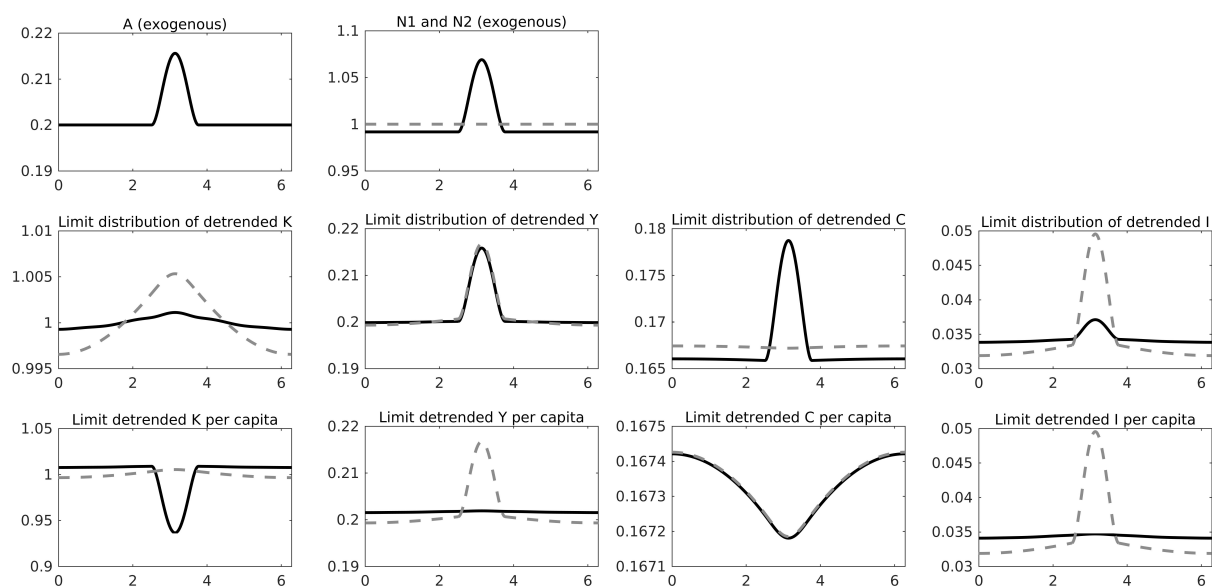 A (exogenous)
0.22
0.21
0.2
0.19
0 2 4 6
N1 and N2 (exogenous)
1.1
1.05
1
0.95
0 2 4 6
Limit distribution of detrended K
1.01
1.005
1
0.995
0 2 4 6
Limit distribution of detrended Y
0.22
0.21
0.2
0.19
0 2 4 6
Limit distribution of detrended C
0.18
0.175
0.17
0.165
0 2 4 6
Limit distribution of detrended I
0.05
0.045
0.04
0.035
0.03
0 2 4 6
Limit detrended K per capita
1.05
1
0.95
0.9
0 2 4 6
Limit detrended Y per capita
0.22
0.21
0.2
0.19
0 2 4 6
Limit detrended C per capita
0.1675
0.1674
0.1673
0.1672
0.1671
0 2 4 6
Limit detrended I per capita
0.05
0.045
0.04
0.035
0.03
0 2 4 6